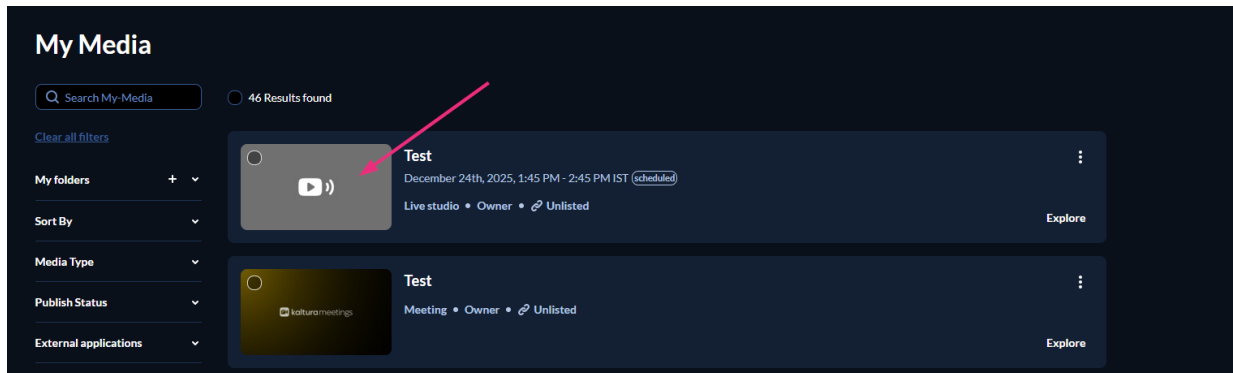 My Media
Search My-Media
46 Results found
Clear all filters
My folders +
Sort By
Media Type
Publish Status
External applications
Test
December 24th, 2025, 1:45 PM - 2:45 PM IST scheduled
Live studio • Owner • Unlisted
Explore
kalturameetings
Test
Meeting • Owner • Unlisted
Explore